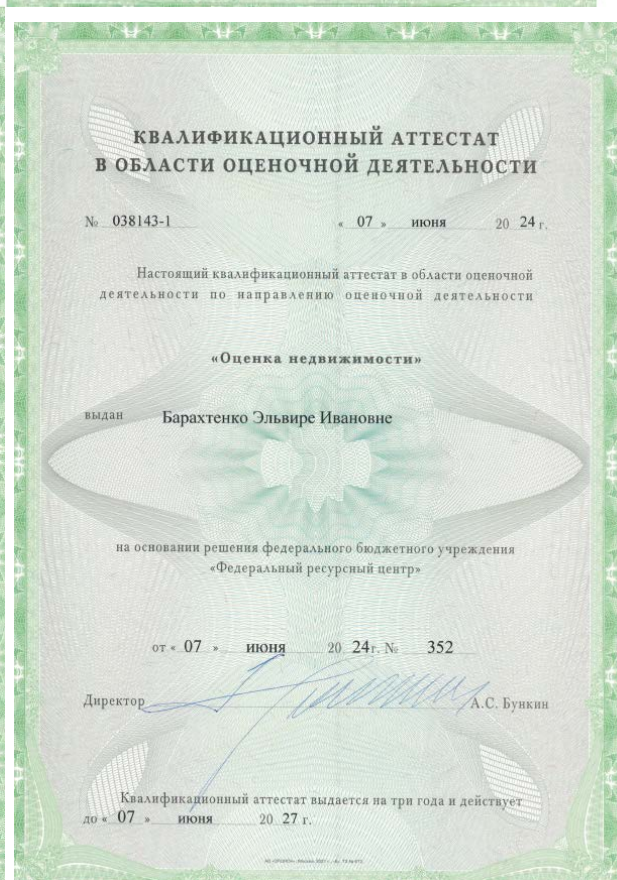 КВАЛИФИКАЦИОННЫЙ АТТЕСТАТ
В ОБЛАСТИ ОЦЕНОЧНОЙ ДЕЯТЕЛЬНОСТИ
№ 038143-1 « 07 » июня 20 24 г.
Настоящий квалификационный аттестат в области оценочной
деятельности по направлению оценочной деятельности
«Оценка недвижимости»
выдан Барахтенко Эльвире Ивановне
на основании решения федерального бюджетного учреждения
«Федеральный ресурсный центр»
от « 07 » июня 20 24 г. № 352
Директор А.С. Бункин
Квалификационный аттестат выдается на три года и действует
до « 07 » июня 20 27 г.